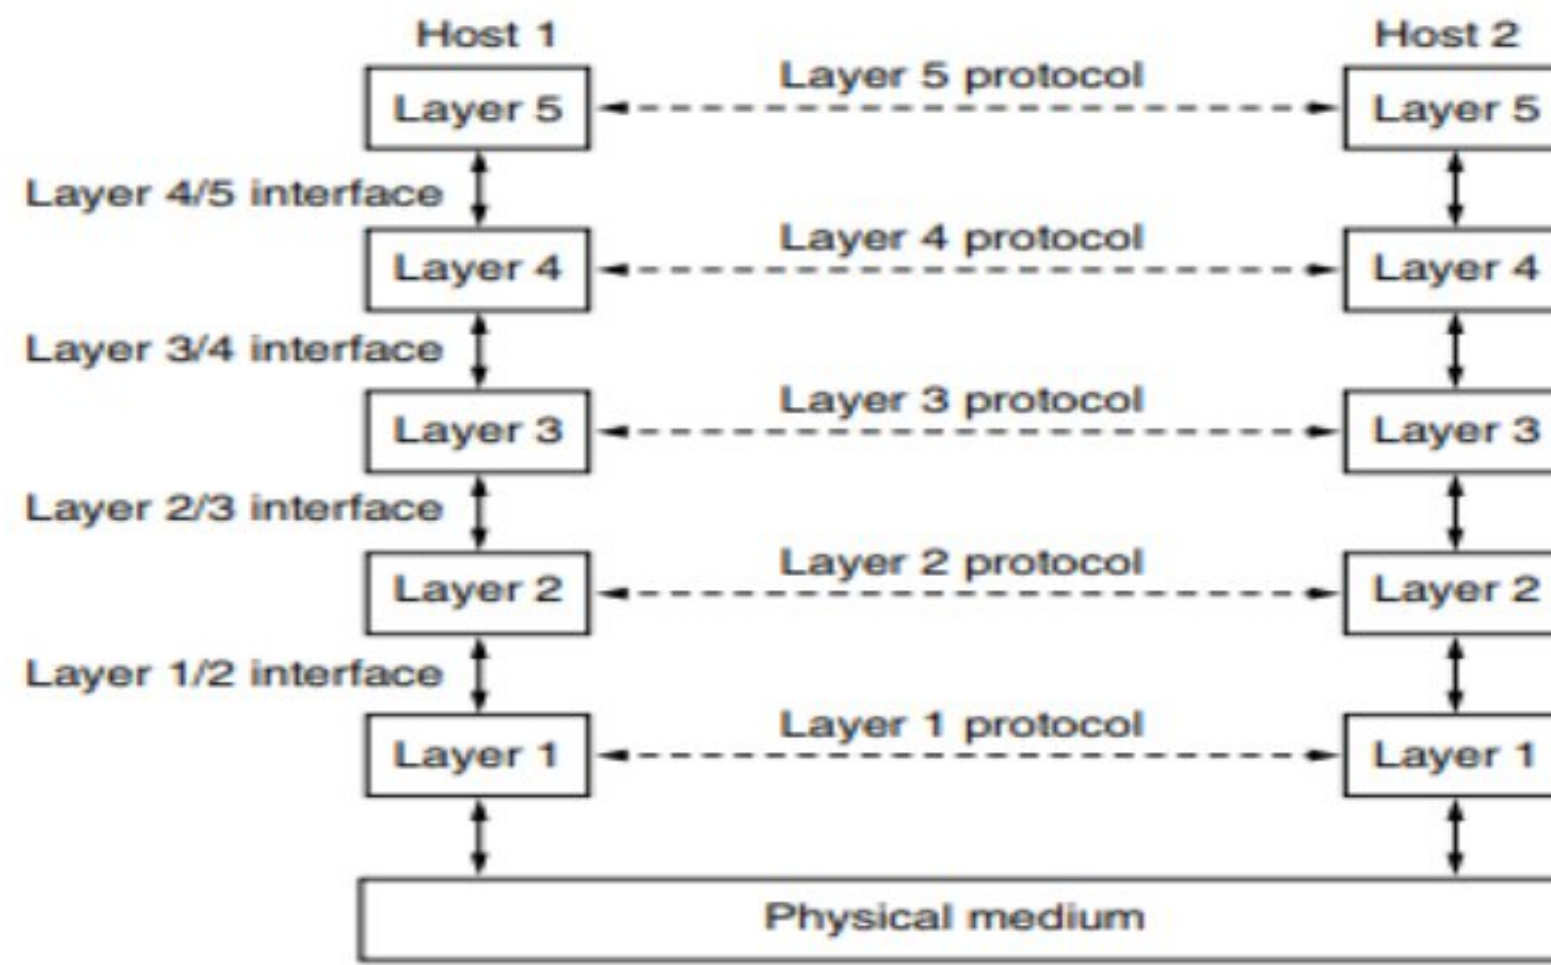 Host 1
Host 2
Layer 5 protocol
Layer 5
Layer 5
Layer 4/5 interface
Layer 4 protocol
Layer 4
Layer 4
Layer 3/4 interface
Layer 3 protocol
Layer 3
Layer 3
Layer 2/3 interface
Layer 2 protocol
Layer 2
Layer 2
Layer 1/2 interface
Layer 1 protocol
Layer 1
Layer 1
Physical medium